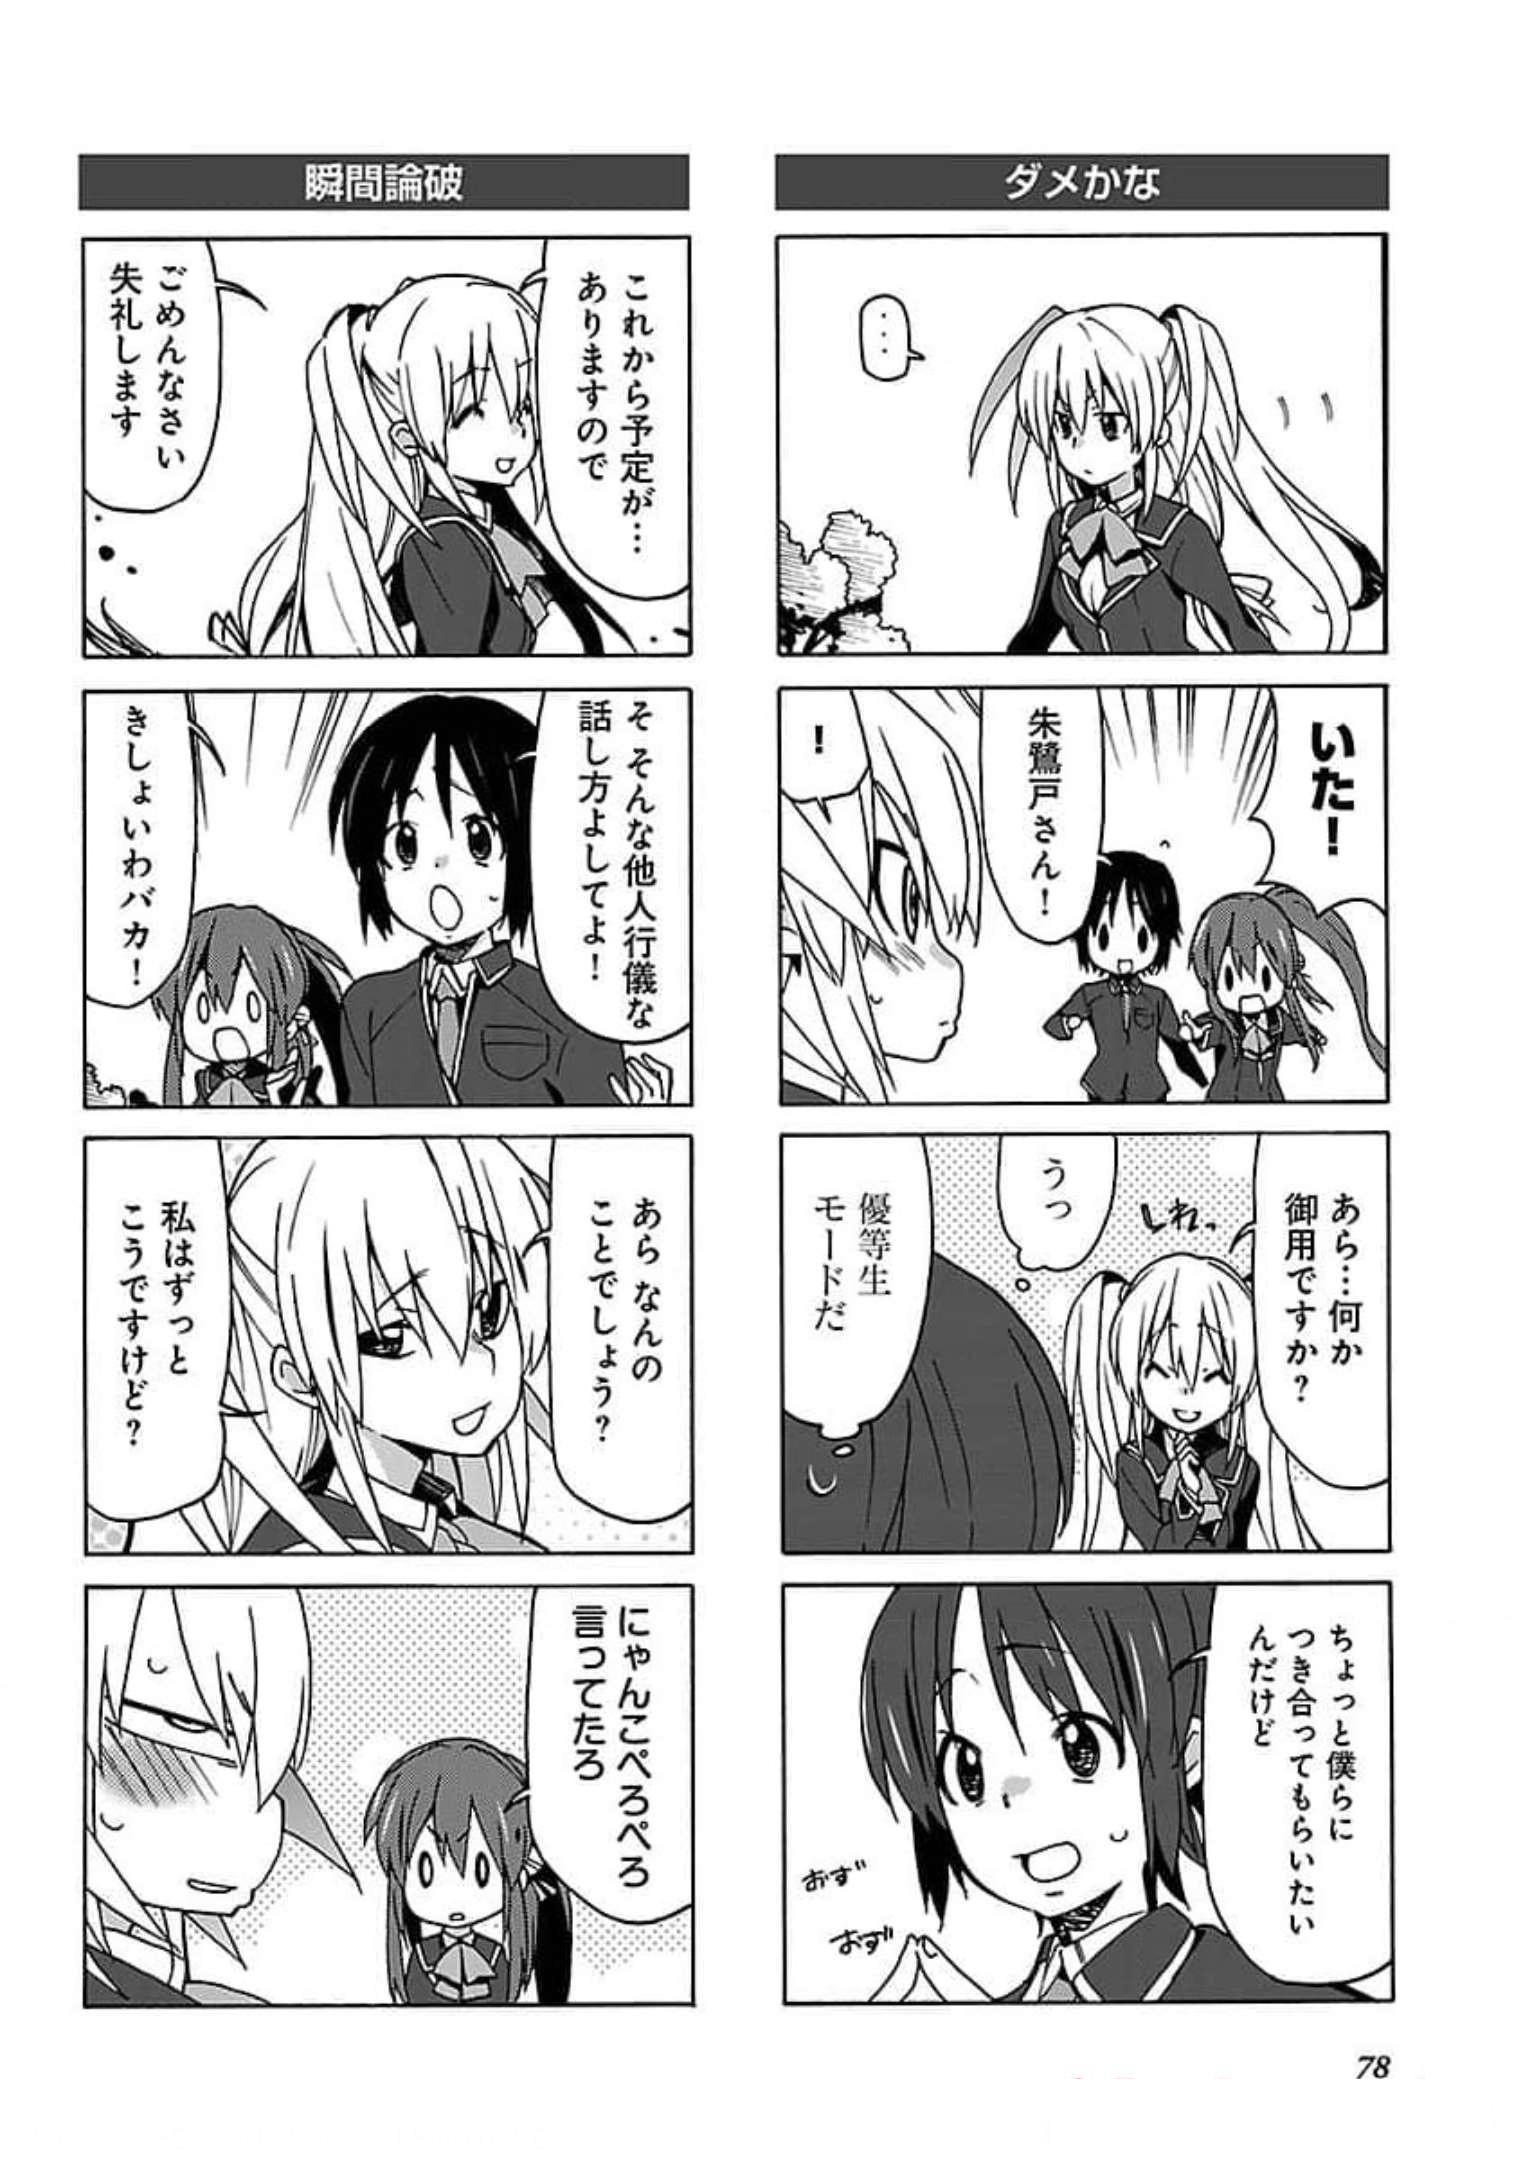 ダメかな
・・・
いた!
朱鷺戸さん!
!
あら…何か
御用ですか?
しれっ
うっ
優等生
モードだ
ちょっと僕らに
つき合ってもらいたい
んだけど
おず
おず
瞬間論破
これから予定が…
ありますので
ごめんなさい
失礼します
そ そんな他人行儀な
話し方よしてよ!
きしょいわバカ!
あら なんの
ことでしょう?
私はずっと
こうですけど?
にゃんこぺろぺろ
言ってたろ
78